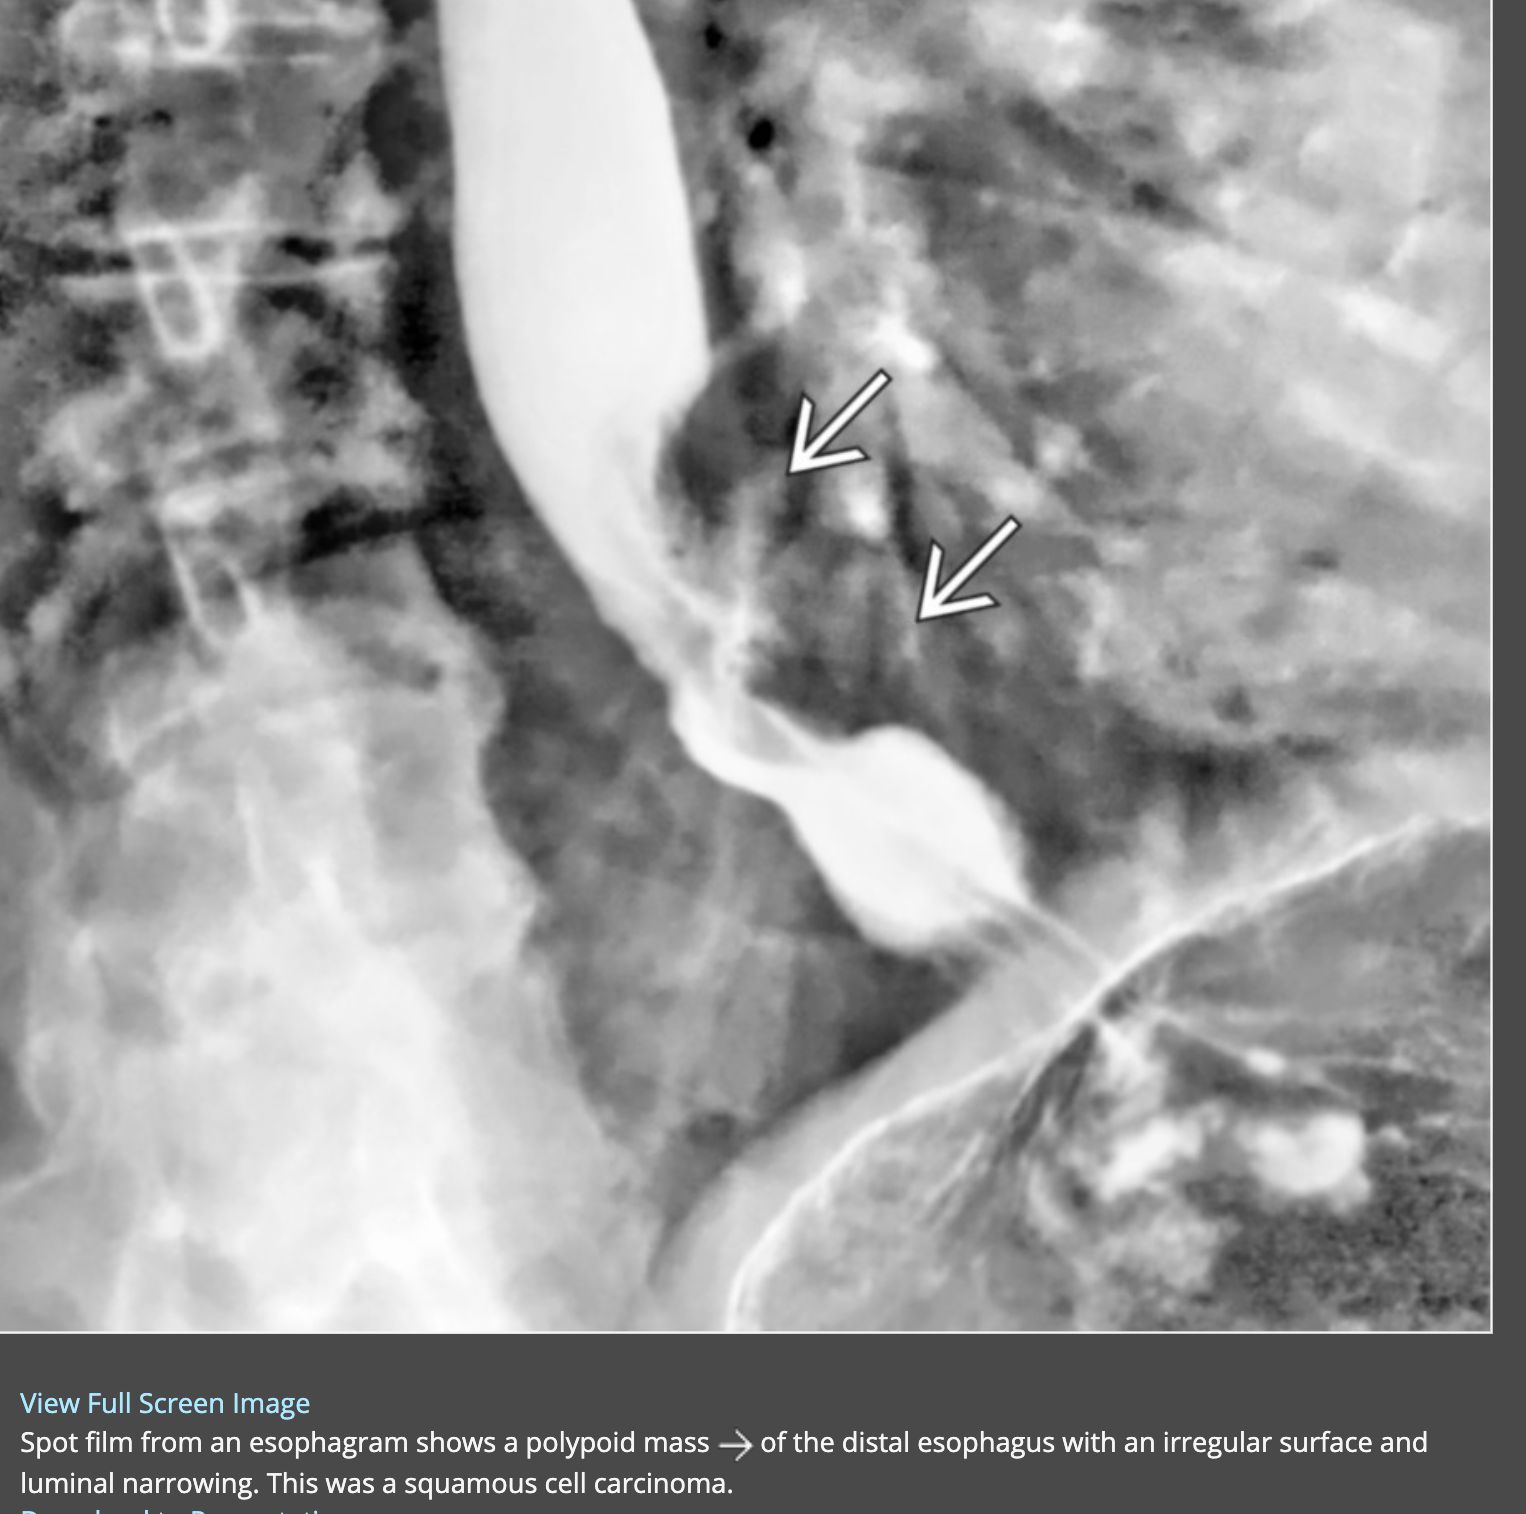 View Full Screen Image
Spot film from an esophagram shows a polypoid mass → of the distal esophagus with an irregular surface and
luminal narrowing. This was a squamous cell carcinoma.